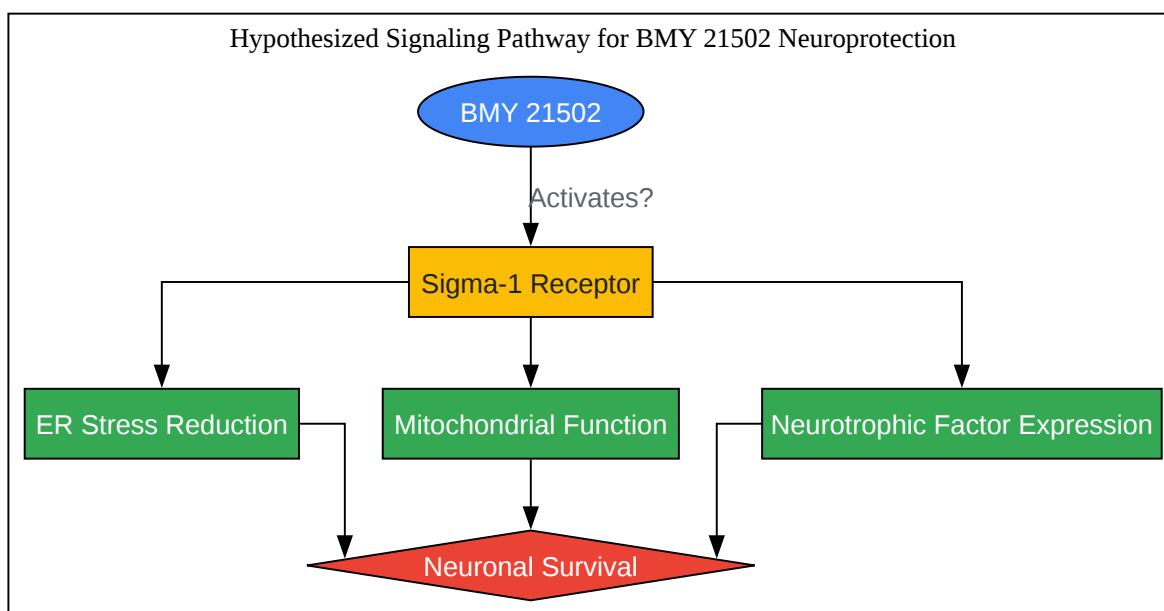 Hypothesized Signaling Pathway for BMY 21502 Neuroprotection
BMY 21502
Activates?
Sigma-1 Receptor
ER Stress Reduction
Mitochondrial Function
Neurotrophic Factor Expression
Neuronal Survival